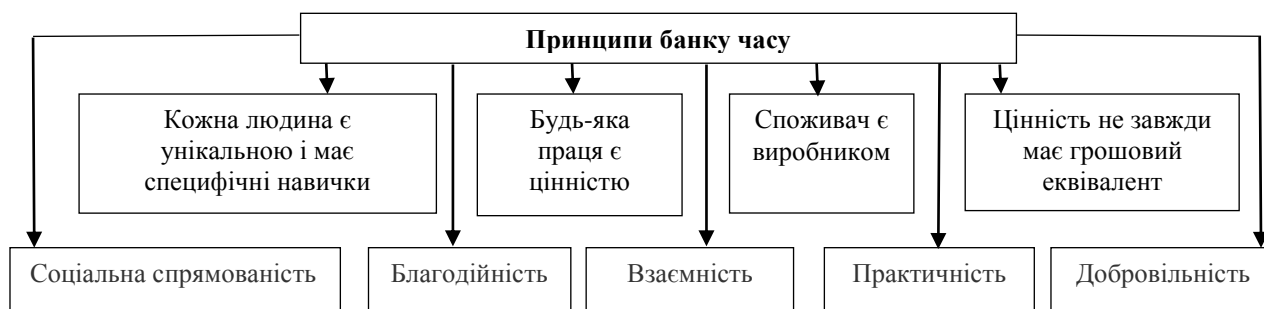 Принципи банку часу
Кожна людина є
унікальною і має
специфічні навички
Будь-яка
праця є
цінністю
Споживач є
виробником
Цінність не завжди
має грошовий
еквівалент
Соціальна спрямованість
Благодійність
Взаємність
Практичність
Добровільність